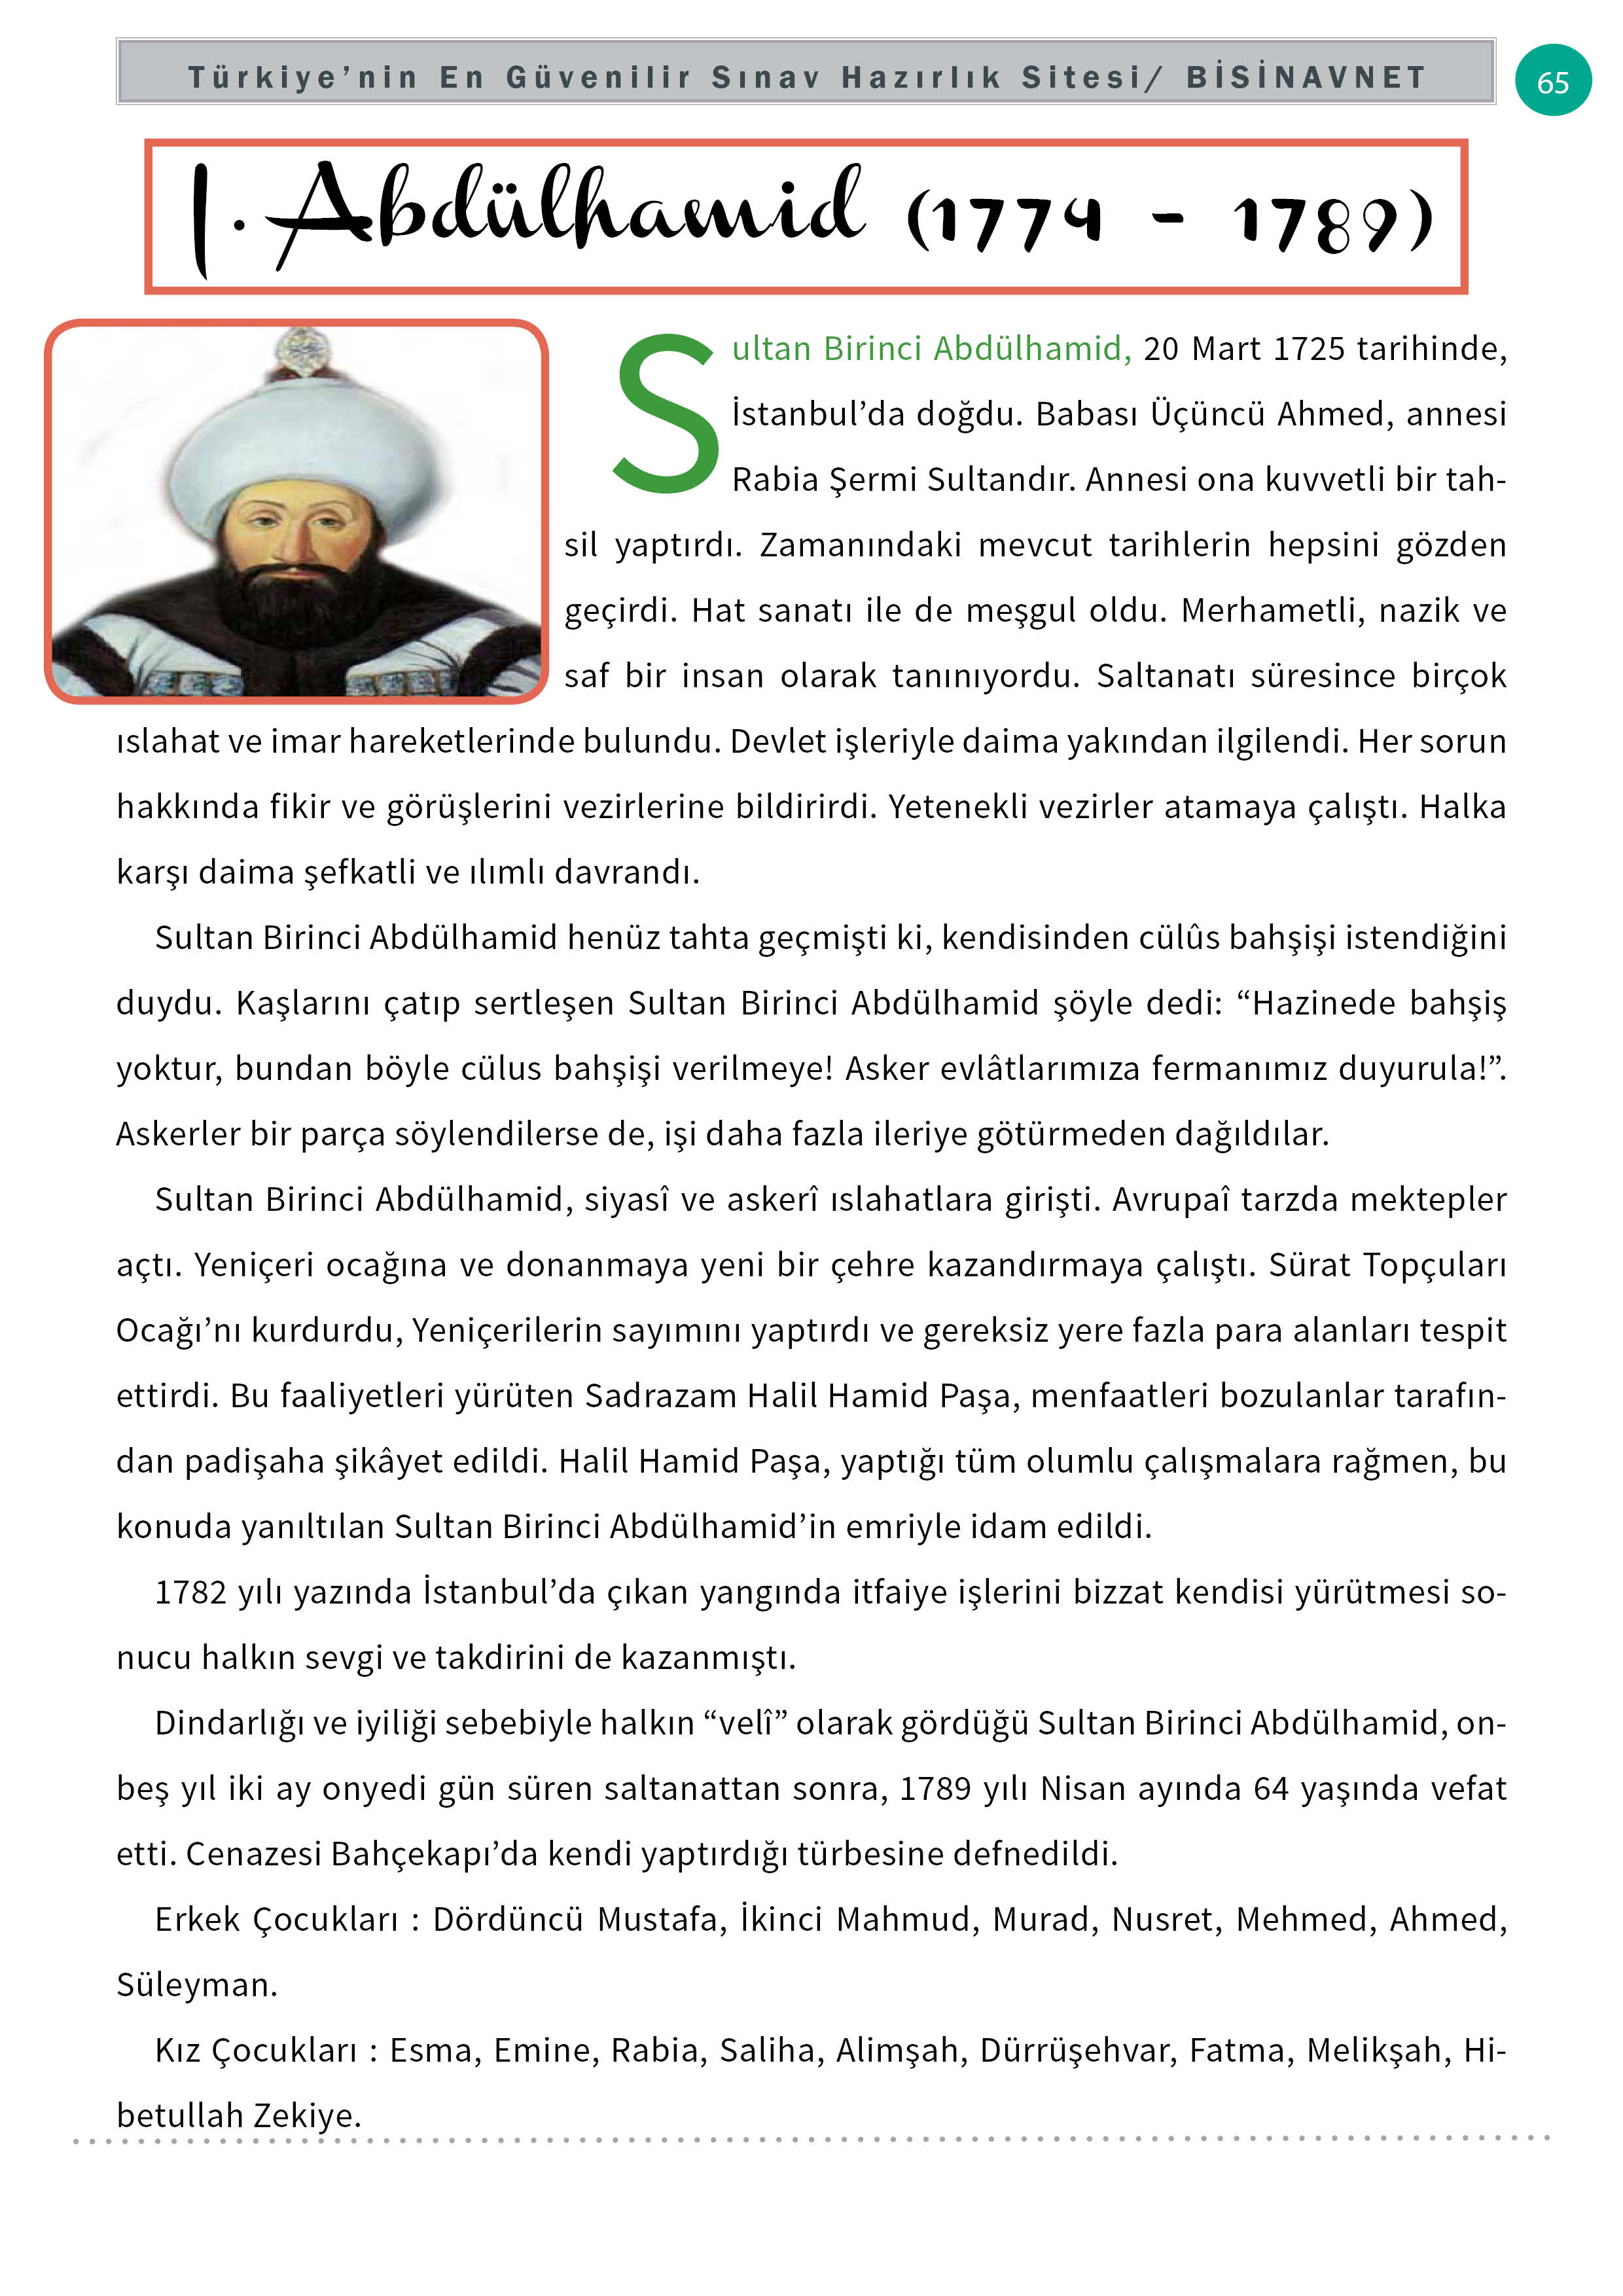 Türkiye’nin En Güvenilir Sınav Hazırlık Sitesi/ BİSİNAVNET
65
I. Abdülhamid (1774 - 1789)
Sultan Birinci Abdülhamid, 20 Mart 1725 tarihinde,
İstanbul’da doğdu. Babası Üçüncü Ahmed, annesi
Rabia Şermi Sultandır. Annesi ona kuvvetli bir tah-
sil yaptırdı. Zamanındaki mevcut tarihlerin hepsini gözden
geçirdi. Hat sanatı ile de meşgul oldu. Merhametli, nazik ve
saf bir insan olarak tanınıyordu. Saltanatı süresince birçok
ıslahat ve imar hareketlerinde bulundu. Devlet işleriyle daima yakından ilgilendi. Her sorun
hakkında fikir ve görüşlerini vezirlerine bildirirdi. Yetenekli vezirler atamaya çalıştı. Halka
karşı daima şefkatli ve ılımlı davrandı.
Sultan Birinci Abdülhamid henüz tahta geçmişti ki, kendisinden cülûs bahşişi istendiğini
duydu. Kaşlarını çatıp sertleşen Sultan Birinci Abdülhamid şöyle dedi: “Hazinede bahşiş
yoktur, bundan böyle cülus bahşişi verilmeye! Asker evlâtlarımıza fermanımız duyurula!”.
Askerler bir parça söylendilerse de, işi daha fazla ileriye götürmeden dağıldılar.
Sultan Birinci Abdülhamid, siyasî ve askerî ıslahatlara girişti. Avrupaî tarzda mektepler
açtı. Yeniçeri ocağına ve donanmaya yeni bir çehre kazandırmaya çalıştı. Sürat Topçuları
Ocağı’nı kurdurdu, Yeniçerilerin sayımını yaptırdı ve gereksiz yere fazla para alanları tespit
ettirdi. Bu faaliyetleri yürüten Sadrazam Halil Hamid Paşa, menfaatleri bozulanlar tarafın-
dan padişaha şikâyet edildi. Halil Hamid Paşa, yaptığı tüm olumlu çalışmalara rağmen, bu
konuda yanıltılan Sultan Birinci Abdülhamid’in emriyle idam edildi.
1782 yılı yazında İstanbul’da çıkan yangında itfaiye işlerini bizzat kendisi yürütmesi so-
nucu halkın sevgi ve takdirini de kazanmıştı.
Dindarlığı ve iyiliği sebebiyle halkın “velî” olarak gördüğü Sultan Birinci Abdülhamid, on-
beş yıl iki ay onyedi gün süren saltanattan sonra, 1789 yılı Nisan ayında 64 yaşında vefat
etti. Cenazesi Bahçekapı’da kendi yaptırdığı türbesine defnedildi.
Erkek Çocukları : Dördüncü Mustafa, İkinci Mahmud, Murad, Nusret, Mehmed, Ahmed,
Süleyman.
Kız Çocukları : Esma, Emine, Rabia, Saliha, Alimşah, Dürrüşehvar, Fatma, Melikşah, Hi-
betullah Zekiye.